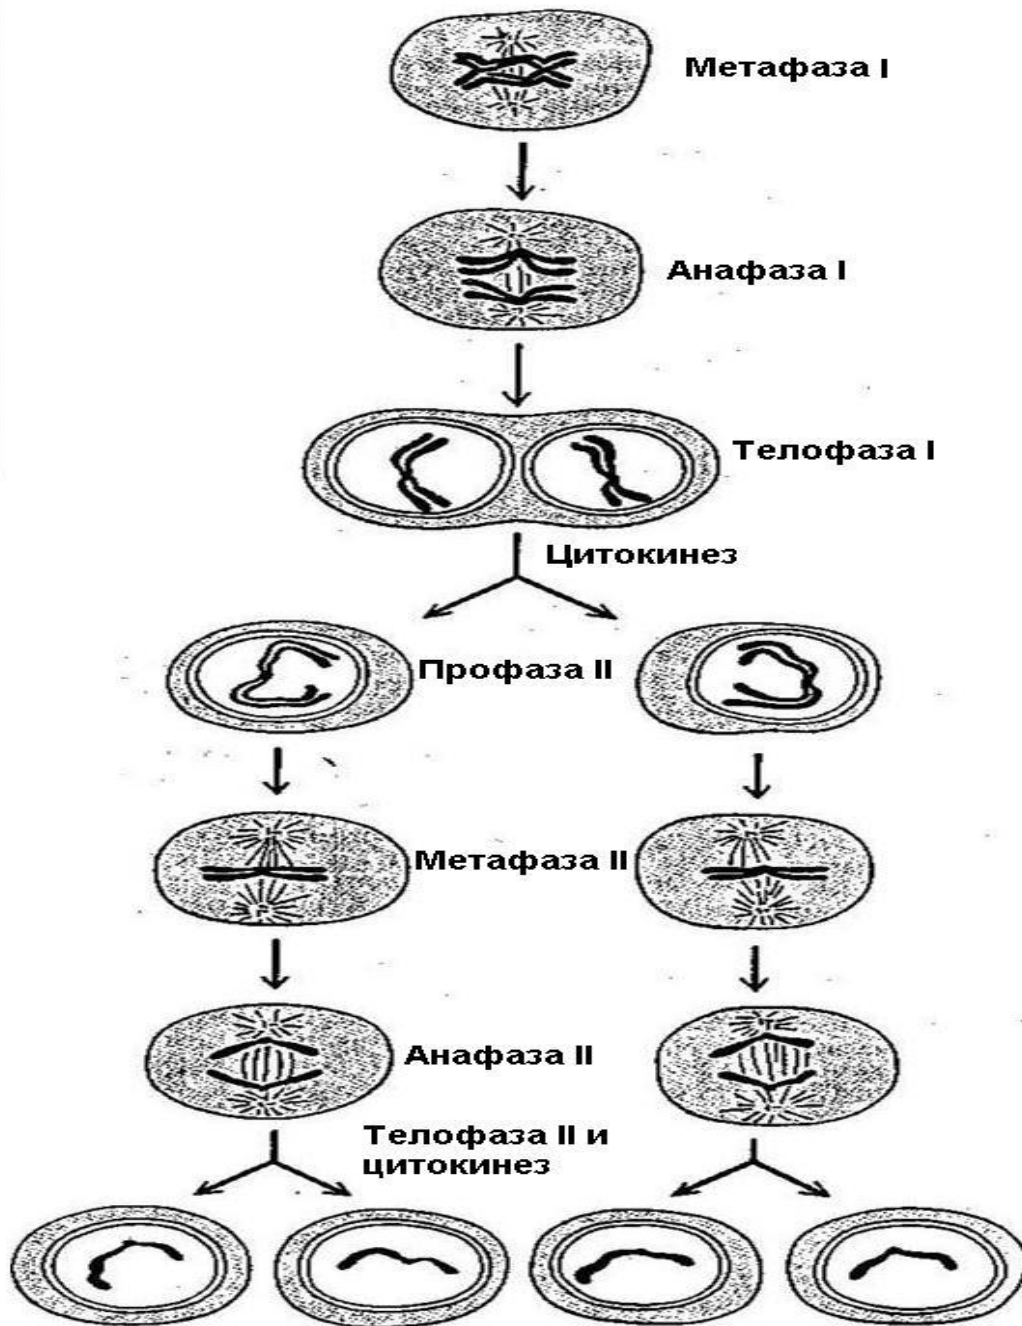 Метафаза I
Анафаза I
Телофаза I
Цитокинез
Профаза II
Метафаза II
Анафаза II
Телофаза II и
цитокинез